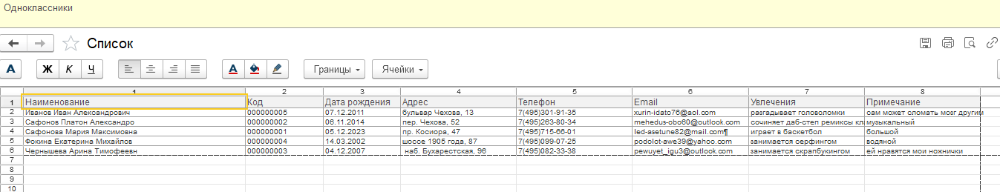 Одноклассники
Список
А Ж К Ч А Границы Ячейки
1 2 3 4 5 6 7 8
1 Наименование Код Дата рождения Адрес Телефон Email Увлечения Примечание
2 Иванов Иван Александрович 000000005 07.12.2011 бульвар Чехова, 13 7(495)301-91-35 xurin-idato76@aol.com разгадывает головоломки сам может сломать мозг другим
3 Сафонов Платон Александро 000000002 06.11.2014 пер. Чехова, 52 7(495)263-80-34 mehedus-obo60@outlook.com сочиняет даб-степ ремиксы кла музыкальный
4 Сафонова Мария Максимовна 000000001 05.12.2023 пр. Косиора, 47 7(495)715-66-01 led-asetune82@mail.com¶ играет в баскетбол большой
5 Фокина Екатерина Михайлов 000000004 14.03.2002 шоссе 1905 года, 87 7(495)099-07-25 podolot-awe39@yahoo.com занимается серфингом водяной
6 Чернышева Арина Тимофеевн 000000003 04.12.2007 наб. Бухарестская, 96 7(495)082-33-38 pewuyet_igu3@outlook.com занимается скрапбукингом ей нравятся мои ножнички
7
8
9
10